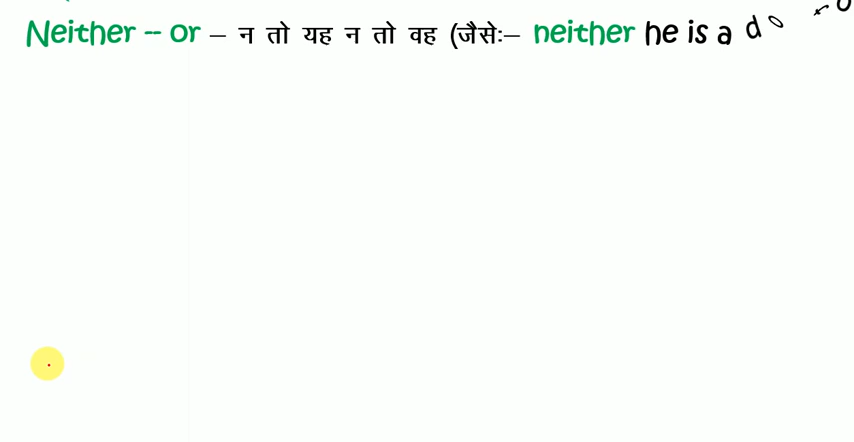 Neither -- or – न तो यह न तो वह (जैसेः– neither he is a